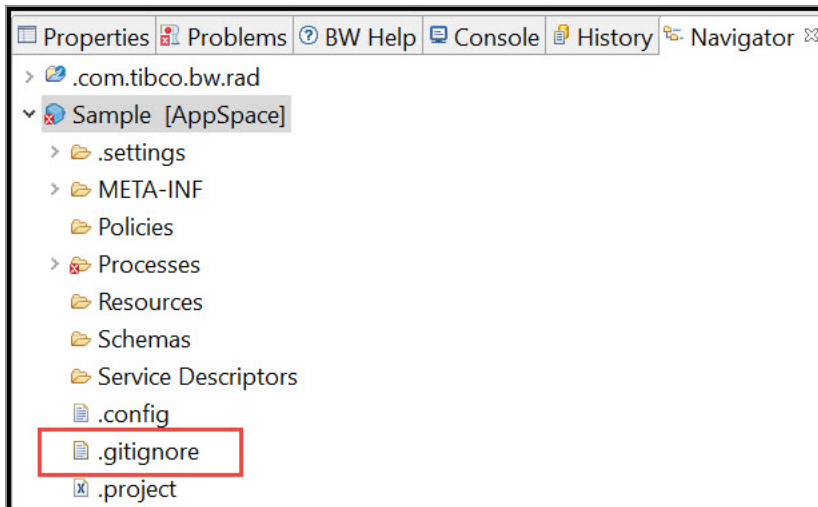 Properties Problems BW Help Console History Navigator
.com.tibco.bw.rad
Sample [AppSpace]
.settings
META-INF
Policies
Processes
Resources
Schemas
Service Descriptors
.config
.gitignore
.project